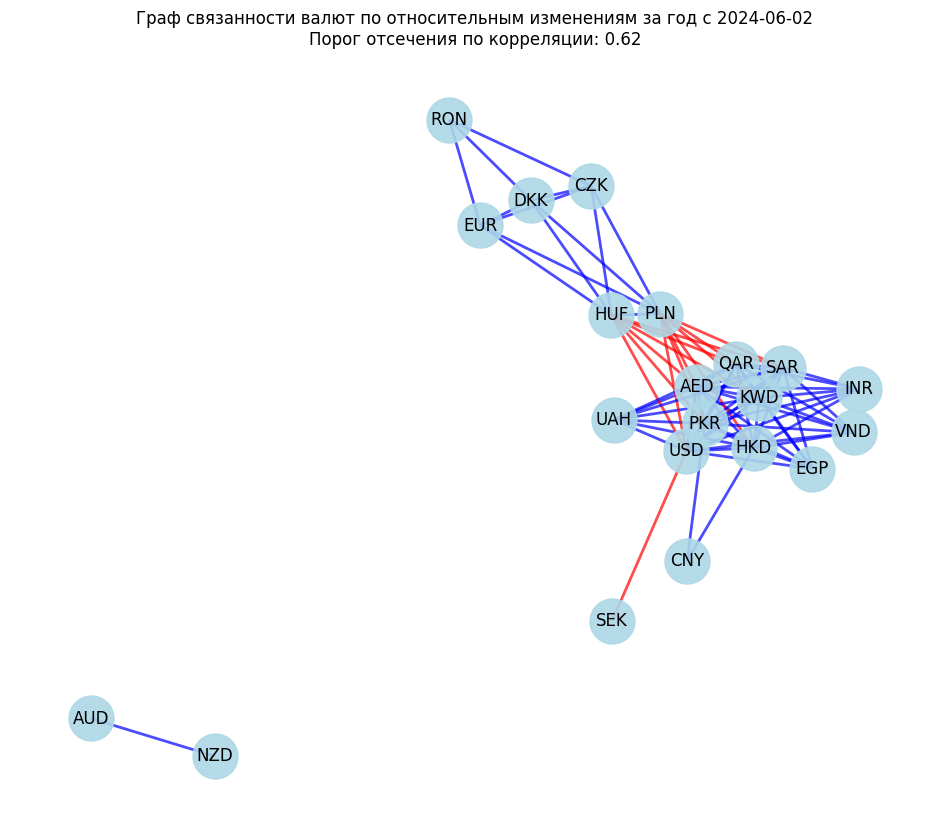 Граф связанности валют по относительным изменениям за год с 2024-06-02
Порог отсечения по корреляции: 0.62
RON
CZK
DKK
EUR
HUF
PLN
QAR
SAR
AED
KWD
INR
UAH
PKR
VND
USD
HKD
EGP
CNY
SEK
AUD
NZD